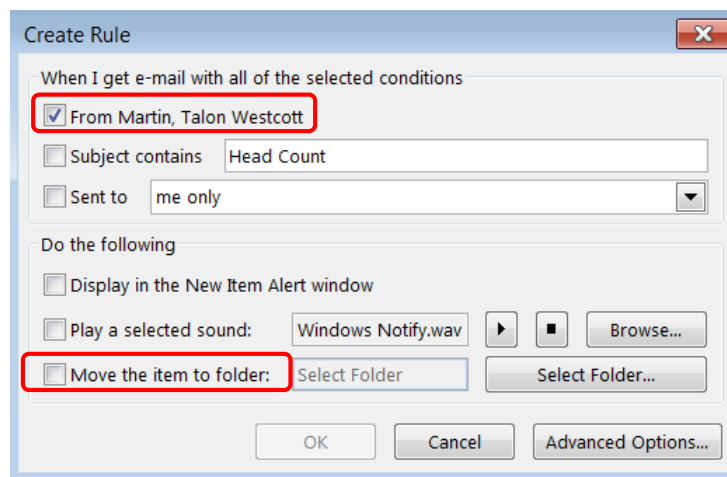 Create Rule
When I get e-mail with all of the selected conditions
From Martin, Talon Westcott
Subject contains Head Count
Sent to me only
Do the following
Display in the New Item Alert window
Play a selected sound: Windows Notify.wav Browse...
Move the item to folder: Select Folder Select Folder...
OK Cancel Advanced Options...